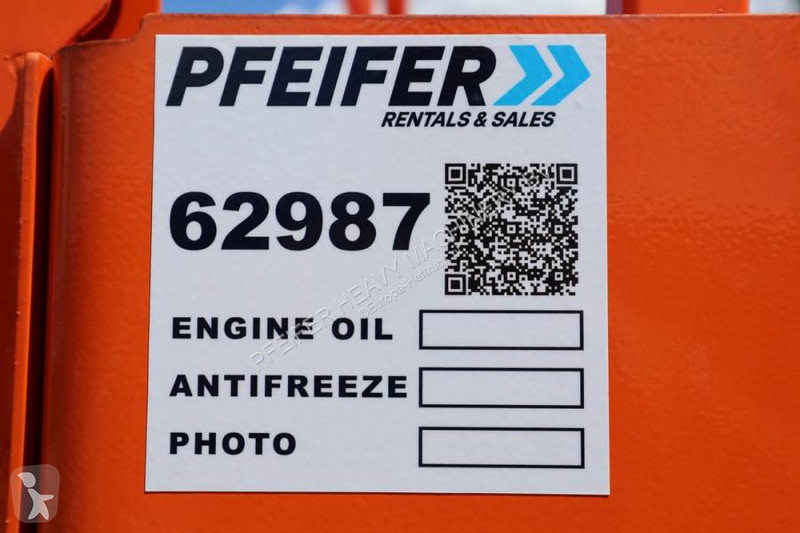 PFEIFER
RENTALS & SALES
62987
ENGINE OIL
ANTIFREEZE
PHOTO